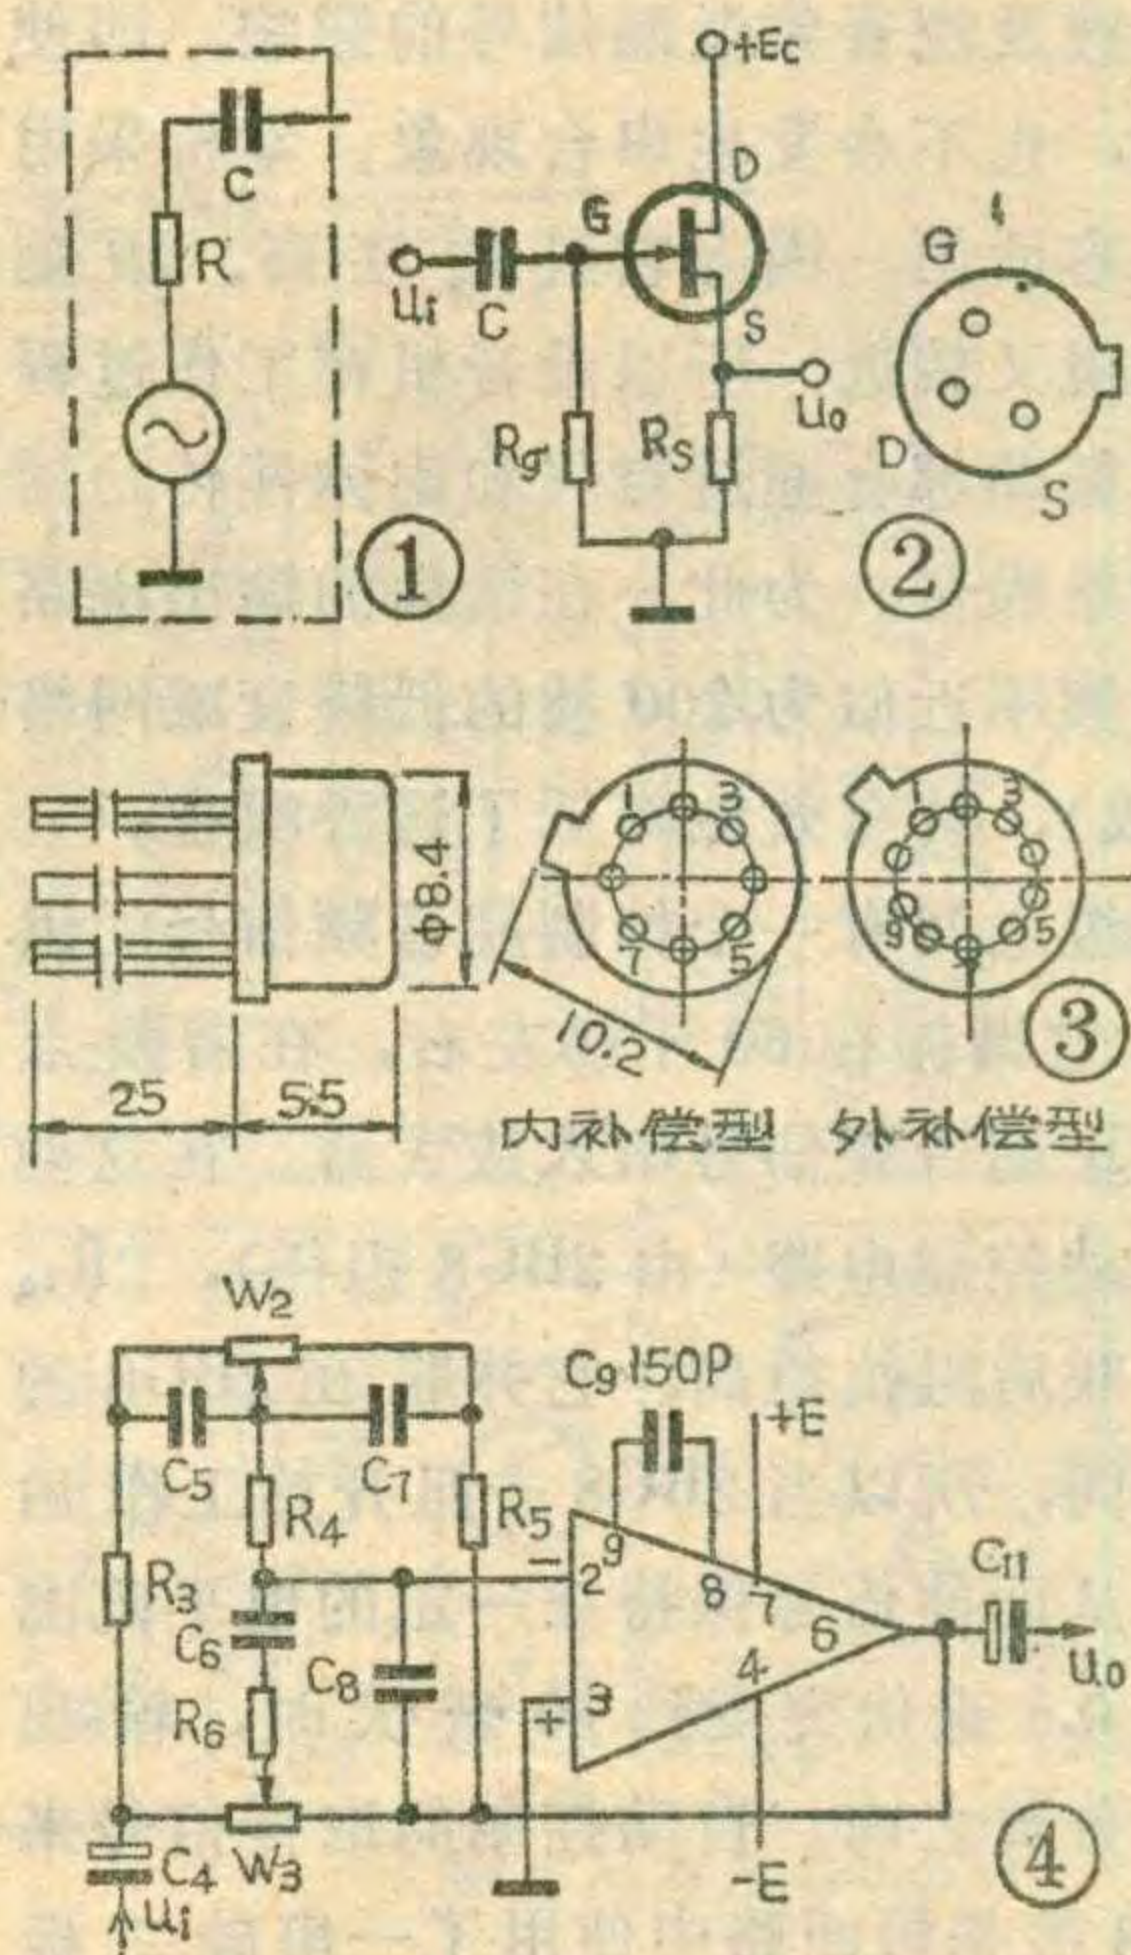 C
R
①
+Ec
D
G
ui
C
S
uo
Rg
Rs
G
D
S
②
φ8.4
25
5.5
1
3
7
5
10.2
内补偿型
1
3
9
5
7
外补偿型
③
W2
C5
C7
R4
R5
R3
C6
C8
R6
C4
W3
ui
C9 150P
+E
9
8
7
−
2
6
4
+
3
-E
C11
uo
④